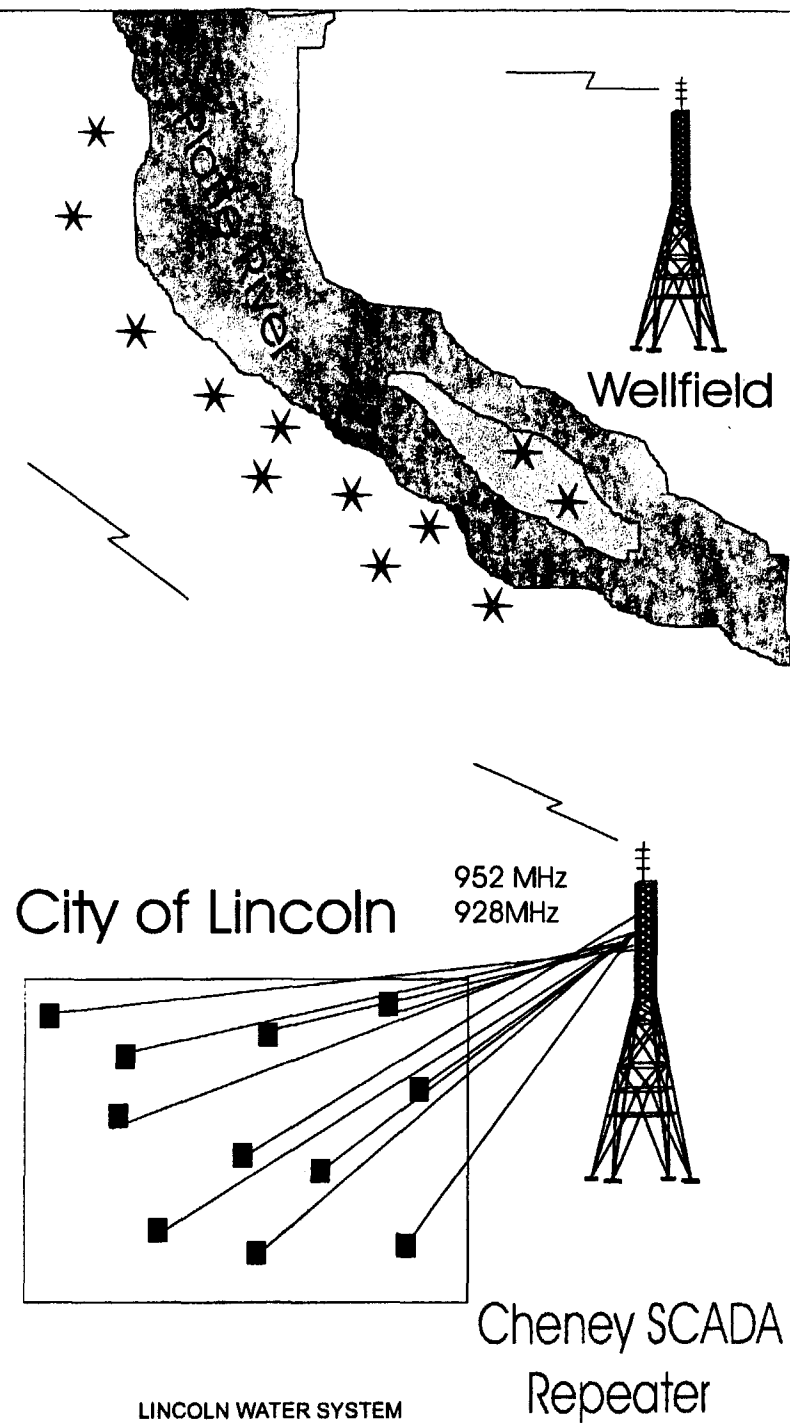 Platte River
Wellfield
952 MHz
928MHz
City of Lincoln
Cheney SCADA
Repeater
LINCOLN WATER SYSTEM